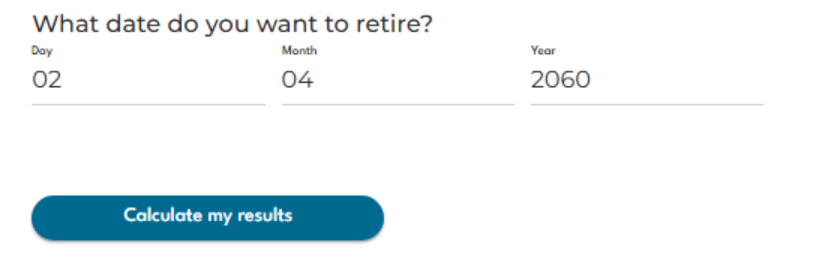 What date do you want to retire?
Day Month Year
02 04 2060
Calculate my results